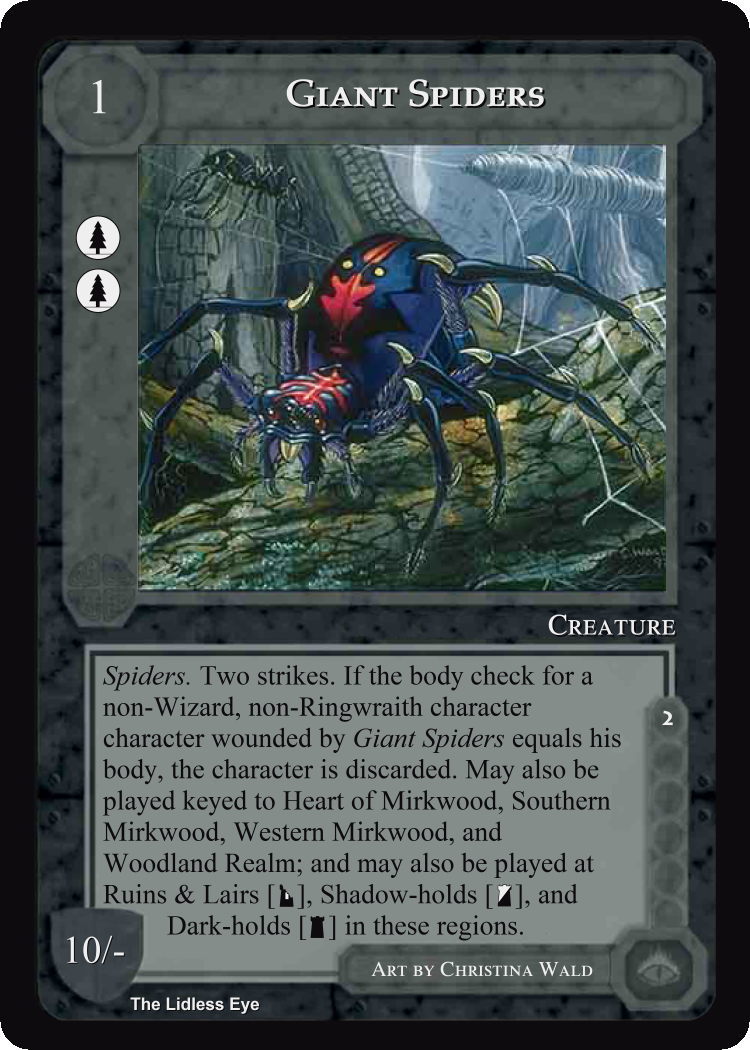 1
GIANT SPIDERS
CREATURE
Spiders. Two strikes. If the body check for a
non-Wizard, non-Ringwraith character
character wounded by Giant Spiders equals his
body, the character is discarded. May also be
played keyed to Heart of Mirkwood, Southern
Mirkwood, Western Mirkwood, and
Woodland Realm; and may also be played at
Ruins & Lairs [ ], Shadow-holds [ ], and
Dark-holds [ ] in these regions.
2
10/-
ART BY CHRISTINA WALD
The Lidless Eye